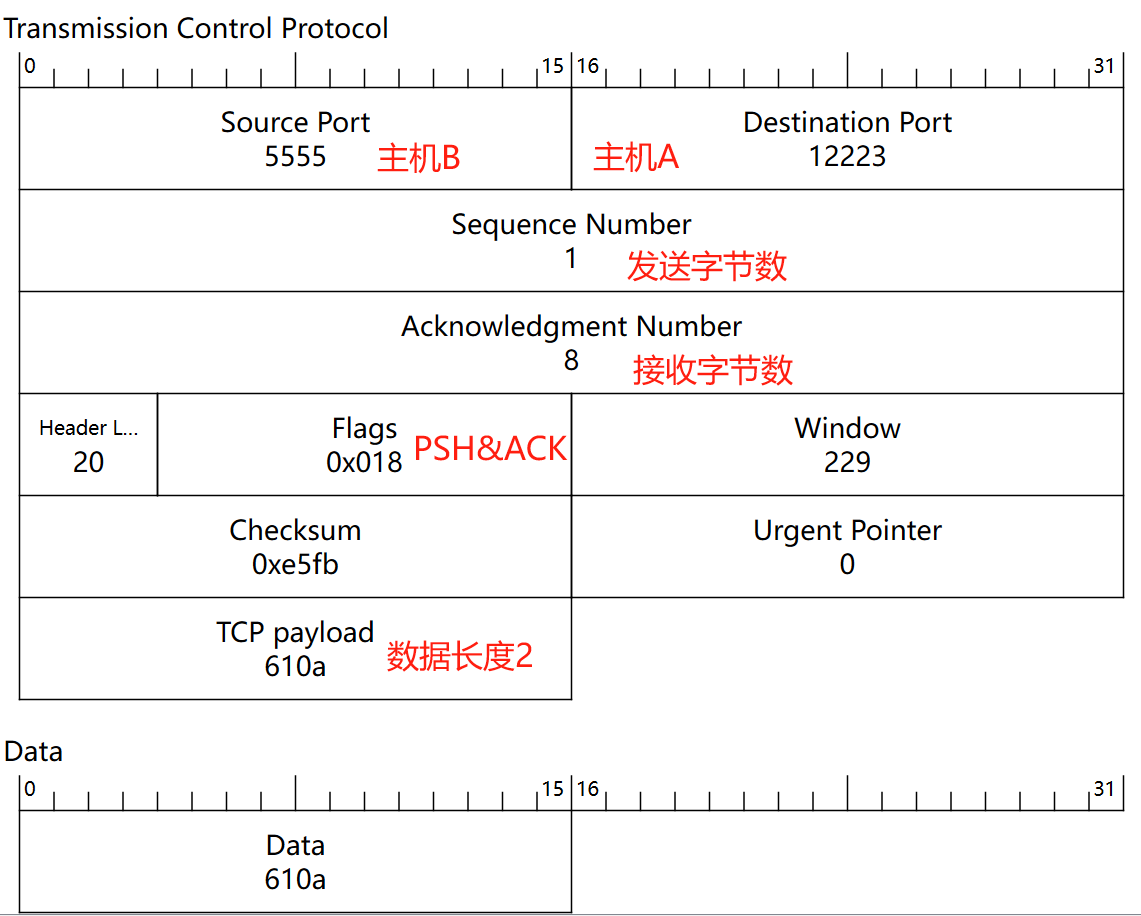 Transmission Control Protocol
0 15 16 31
Source Port
5555 主机B
主机A Destination Port
12223
Sequence Number
1 发送字节数
Acknowledgment Number
8 接收字节数
Header L...
20
Flags
0x018 PSH&ACK
Window
229
Checksum
0xe5fb
Urgent Pointer
0
TCP payload
610a 数据长度2
Data
0 15 16 31
Data
610a